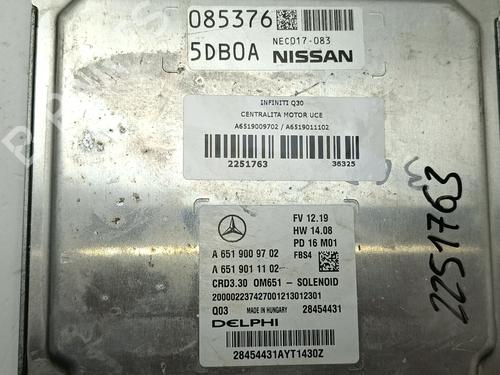 085376
5DB0A
NEC017-083
NISSAN
INFINITI Q30
CENTRALITA MOTOR UCE
A6519009702 / A6519011102
2251763
36325
FV 12.19
HW 14.08
PD 16 M01
FBS4
A 651 900 97 02
A 651 901 11 02
CRD3.30 OM651 - SOLENOID
200002237427001213012301
Q03 MADE IN HUNGARY 28454431
DELPHI
28454431AYT1430Z
2251763